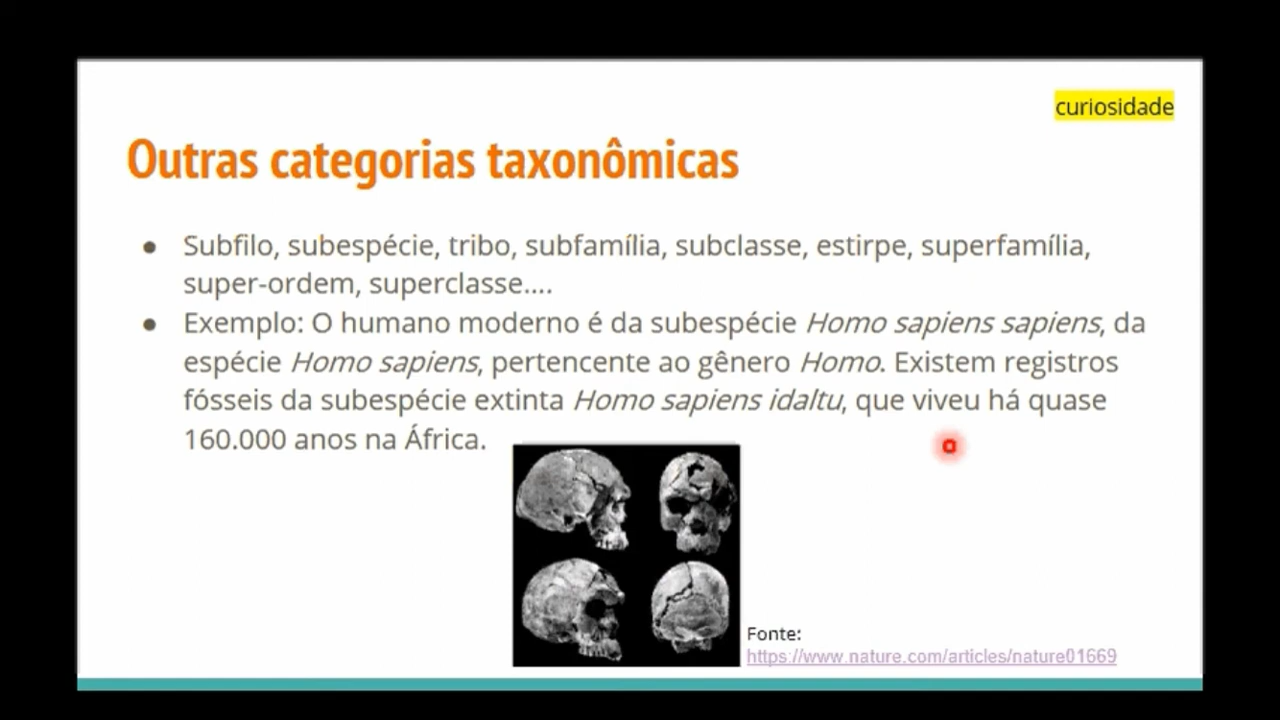 curiosidade
Outras categorias taxonômicas
● Subfilo, subespécie, tribo, subfamília, subclasse, estirpe, superfamília,
super-ordem, superclasse....
● Exemplo: O humano moderno é da subespécie Homo sapiens sapiens, da
espécie Homo sapiens, pertencente ao gênero Homo. Existem registros
fósseis da subespécie extinta Homo sapiens idaltu, que viveu há quase
160.000 anos na África.
Fonte:
https://www.nature.com/articles/nature01669